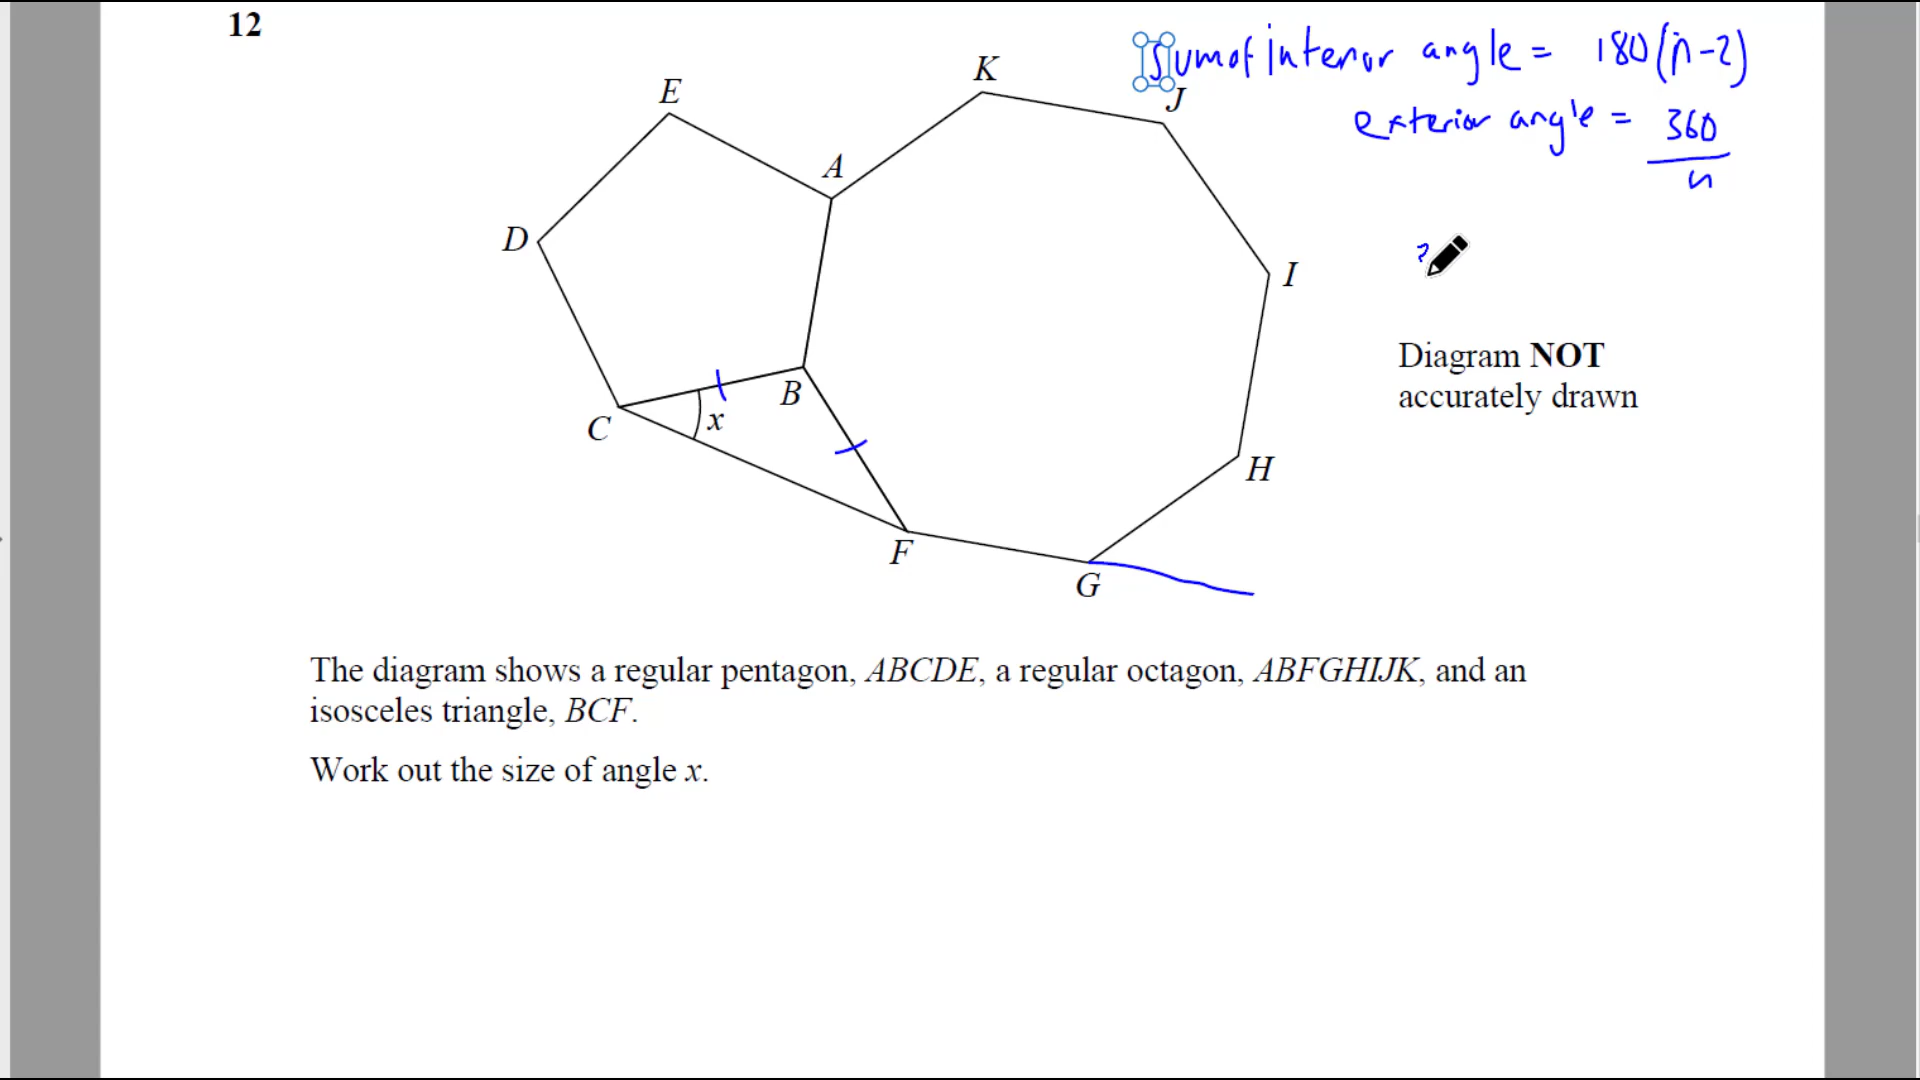 12
Sum of interior angle = 180(n-2)
exterior angle = 360/n
K
E
J
A
?
D
I
Diagram NOT
accurately drawn
B
x
C
H
F
G
The diagram shows a regular pentagon, ABCDE, a regular octagon, ABFGHIJK, and an
isosceles triangle, BCF.
Work out the size of angle x.